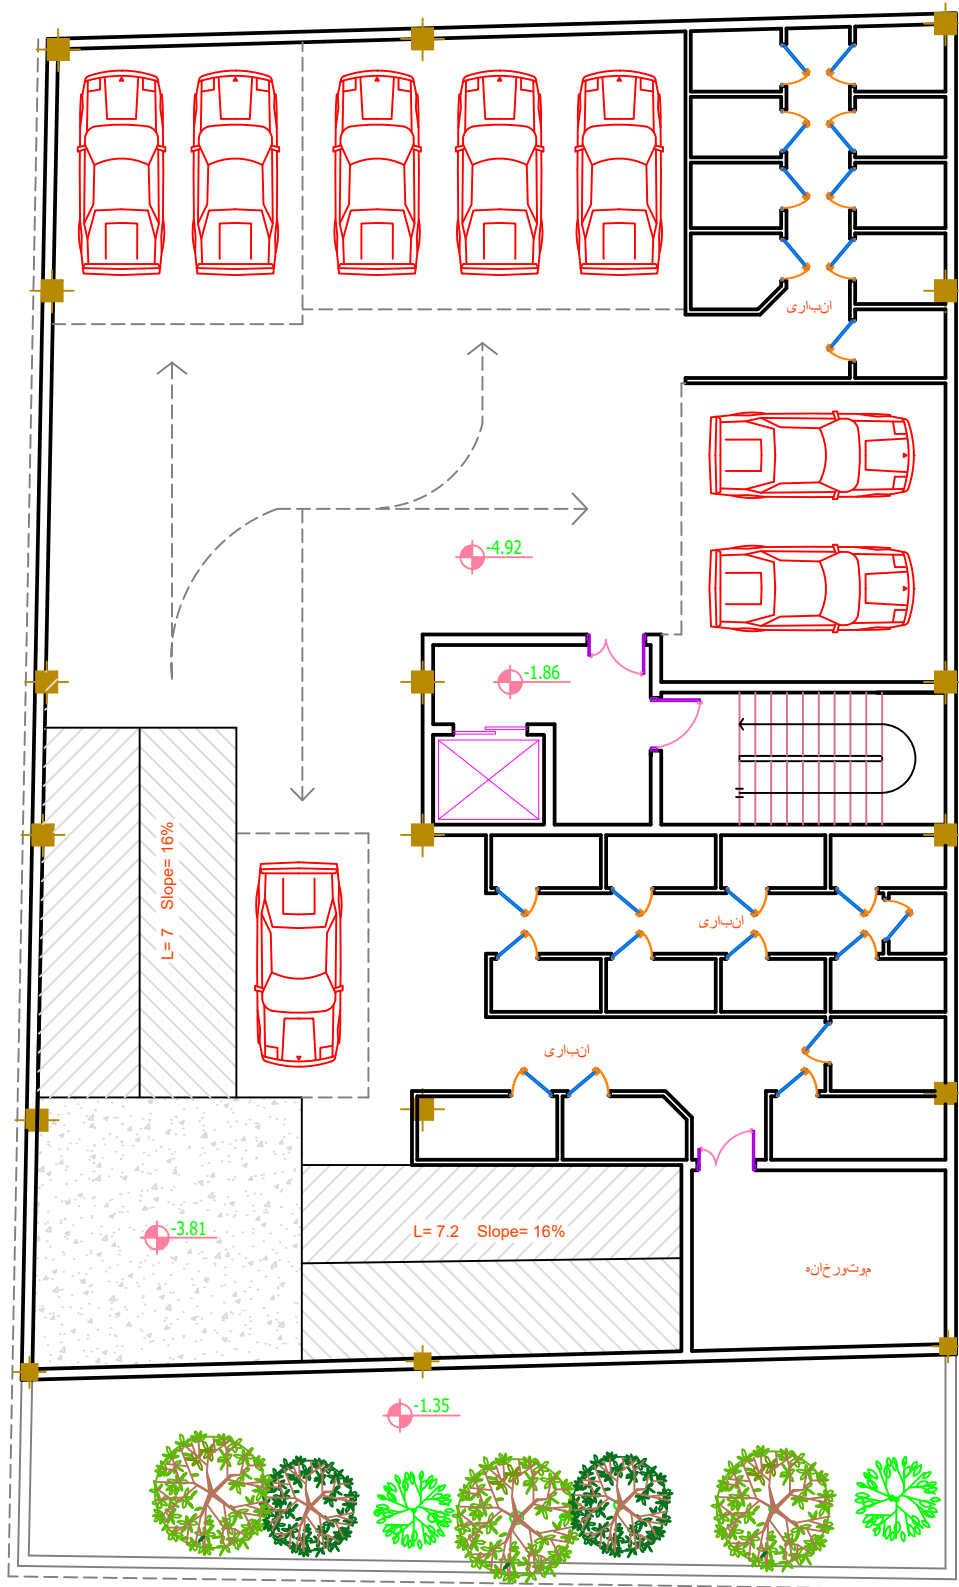 انباری
-4.92
-1.86
L= 7 Slope= 16%
انباری
انباری
-3.81
L= 7.2 Slope= 16%
موتورخانه
-1.35